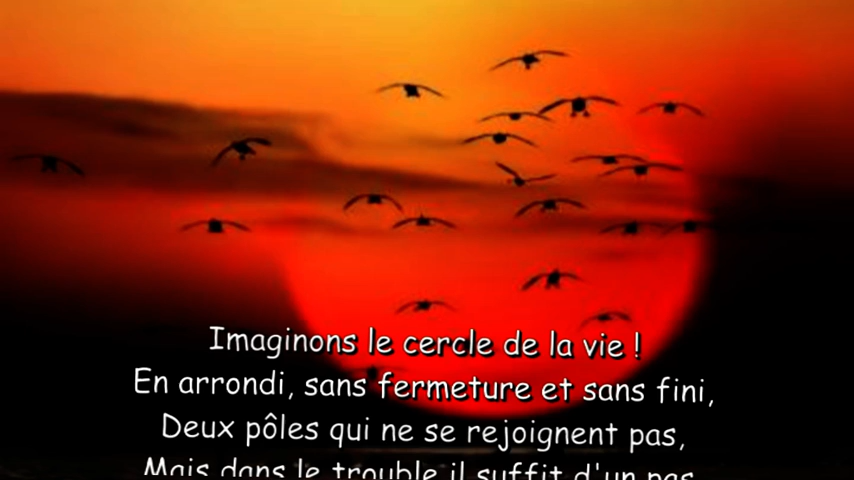 Imaginons le cercle de la vie !
En arrondi, sans fermeture et sans fini,
Deux pôles qui ne se rejoignent pas,
Mais dans le trouble il suffit d'un pas